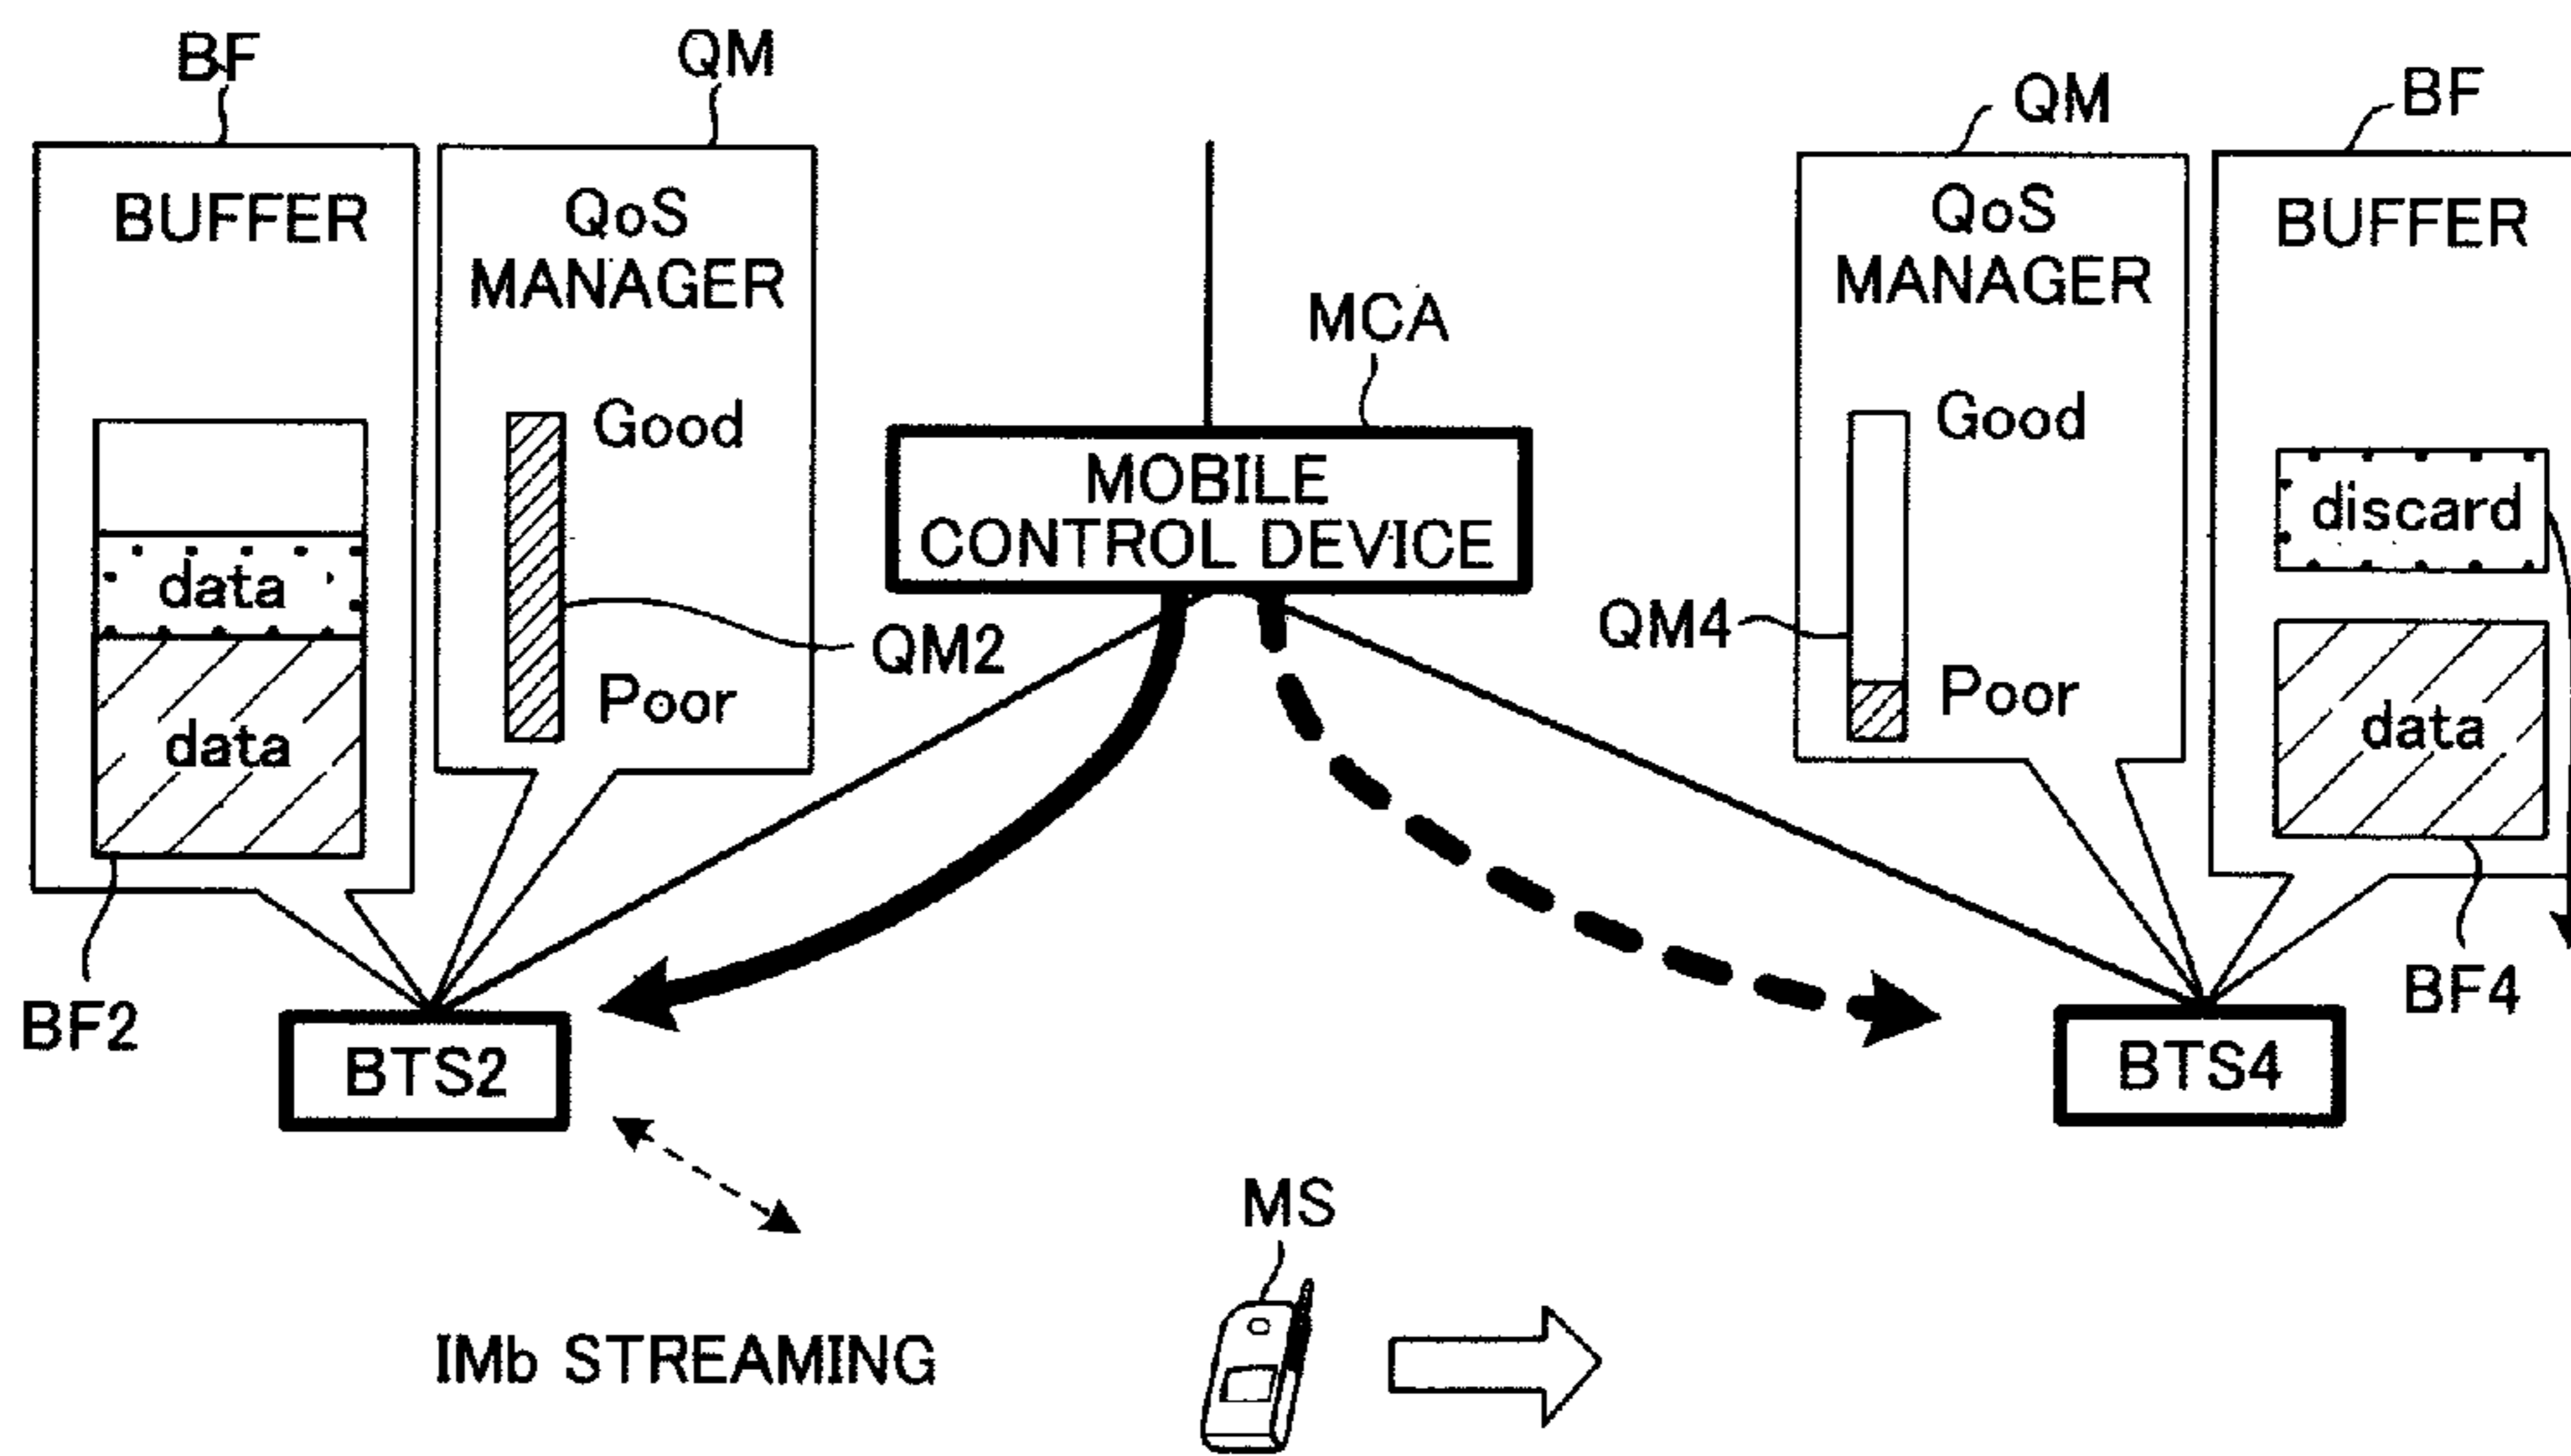 BF
QM
QM
BF
BUFFER
QoS
MANAGER
QoS
MANAGER
BUFFER
MCA
Good
Good
MOBILE
CONTROL DEVICE
discard
data
QM2
QM4
Poor
Poor
data
data
BF2
BF4
BTS2
BTS4
MS
IMb STREAMING